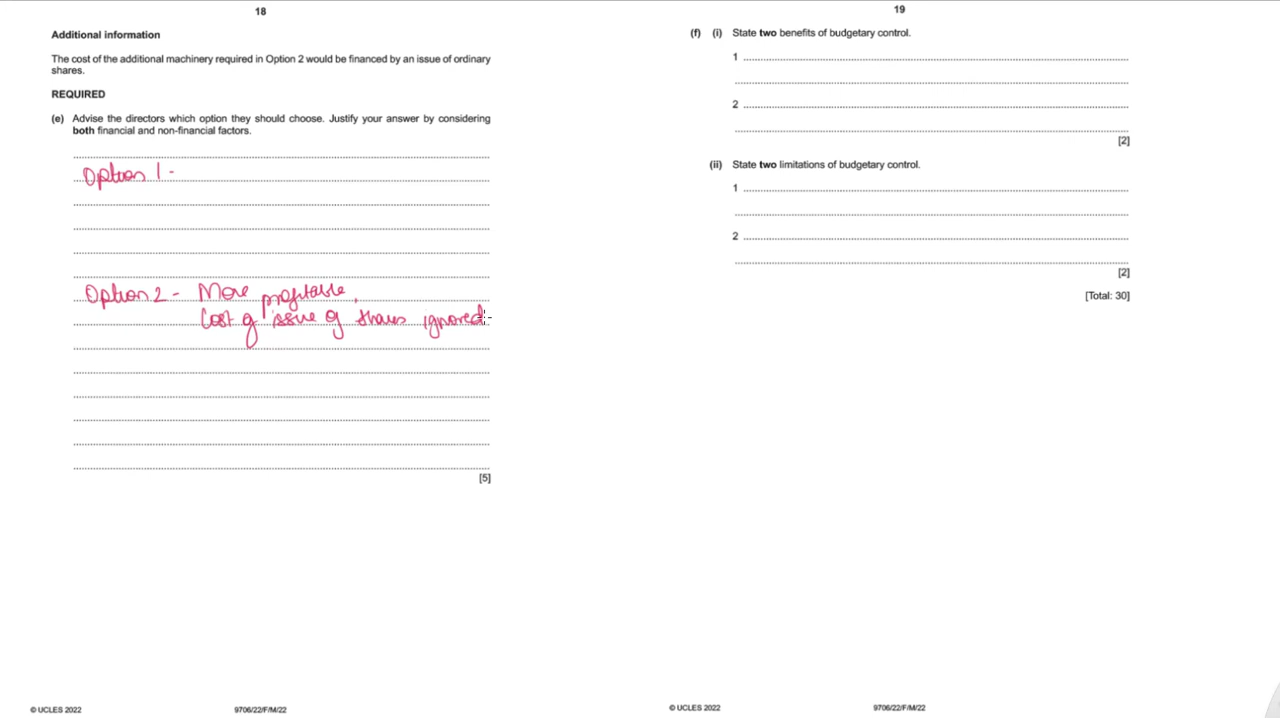 18
Additional information
The cost of the additional machinery required in Option 2 would be financed by an issue of ordinary
shares.
REQUIRED
(e) Advise the directors which option they should choose. Justify your answer by considering
both financial and non-financial factors.
Option 1 -
Option 2 - More profitable.
Cost of issue of shares ignored
[5]
© UCLES 2022
9706/22/F/M/22
19
(f) (i) State two benefits of budgetary control.
1
2
[2]
(ii) State two limitations of budgetary control.
1
2
[2]
[Total: 30]
© UCLES 2022
9706/22/F/M/22